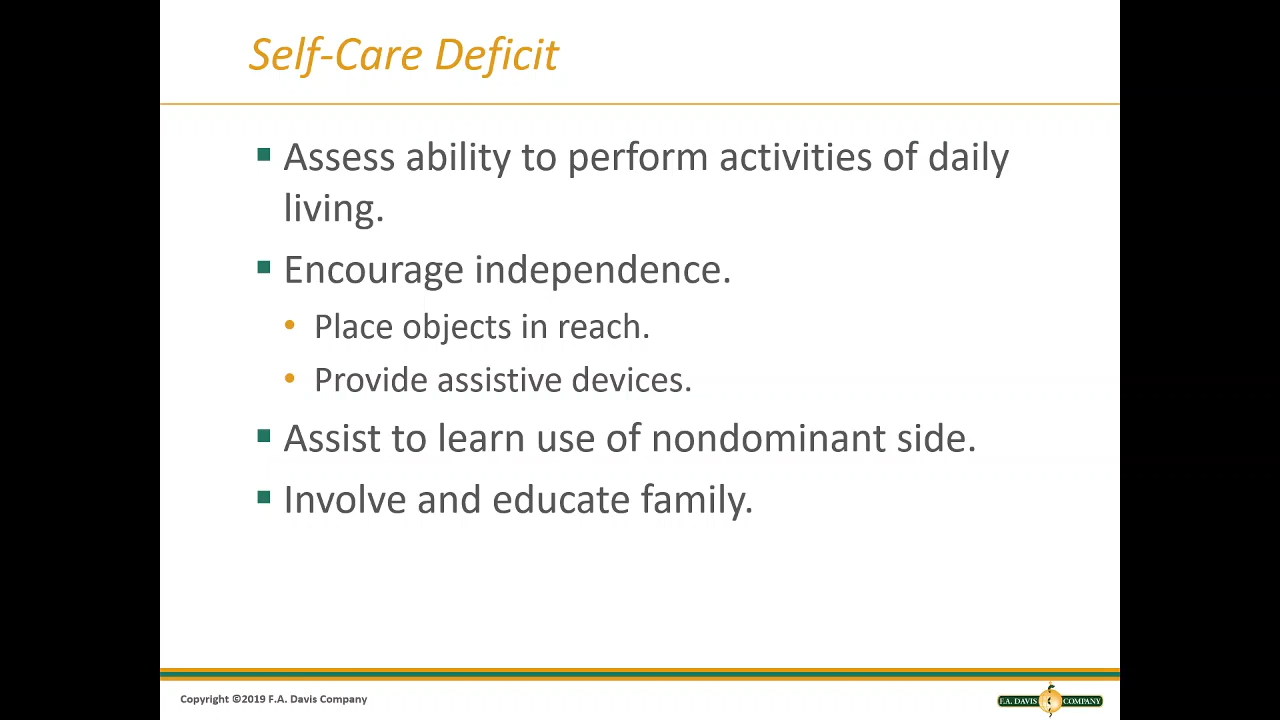 Self-Care Deficit
▪ Assess ability to perform activities of daily
living.
▪ Encourage independence.
• Place objects in reach.
• Provide assistive devices.
▪ Assist to learn use of nondominant side.
▪ Involve and educate family.
Copyright ©2019 F.A. Davis Company
F.A. DAVIS COMPANY